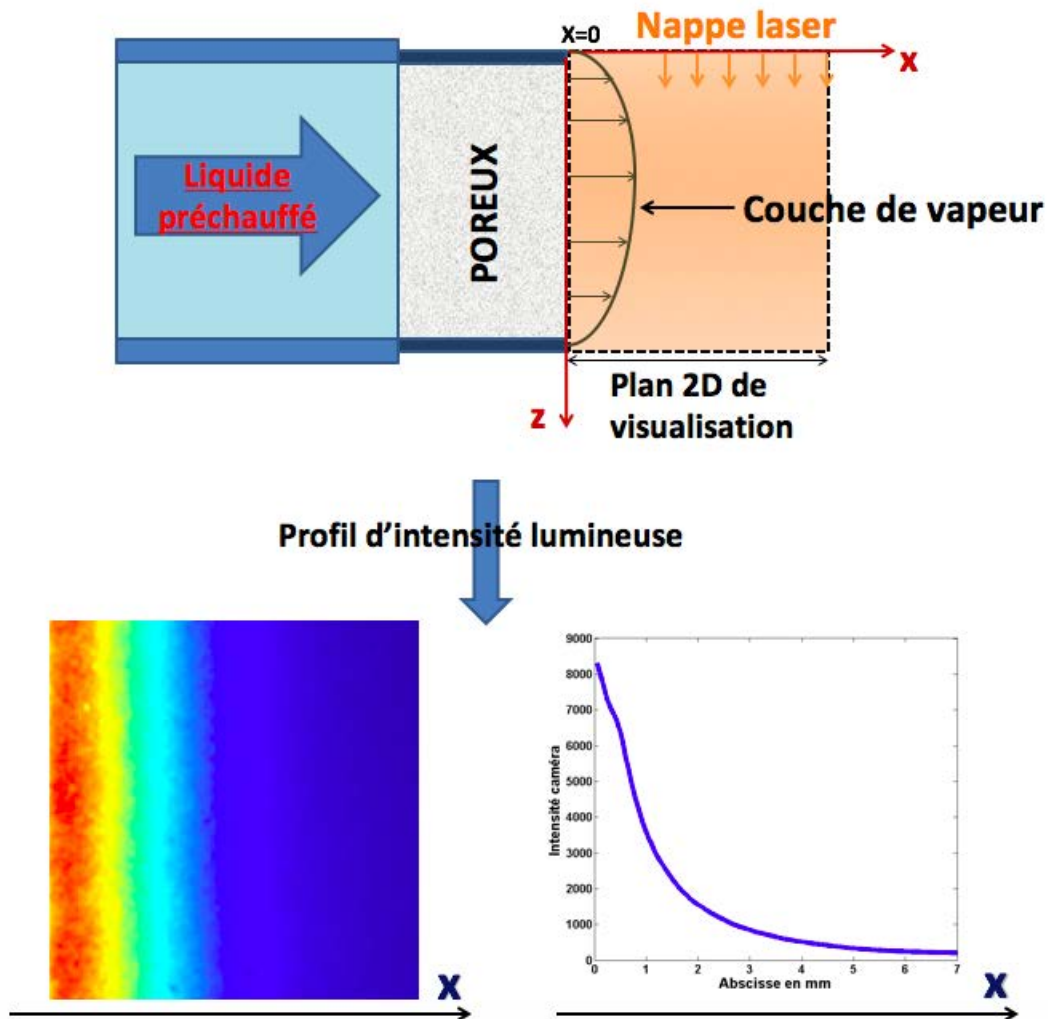 Nappe laser
X=0
X
Liquide
préchauffé
POREUX
Couche de vapeur
Plan 2D de
visualisation
z
Profil d'intensité lumineuse
9000
8000
7000
6000
5000
4000
3000
2000
1000
0
Intensité caméra
0 1 2 3 4 5 6 7
Abscisse en mm
X
X